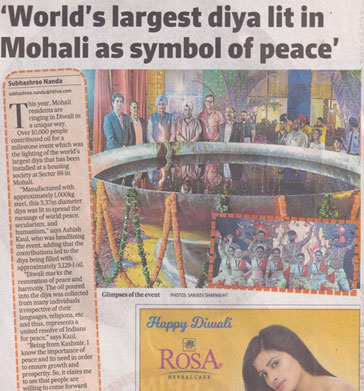 ‘World’s largest diya lit in
Mohali as symbol of peace’
Subhashree Nanda
subhashree.nanda@htlive.com
This year, Mohali
residents are
ringing in Diwali in
a unique way.
Over 10,000 people
contributed oil for a
milestone event which was
the lighting of the world’s
largest diya that has been
installed at a housing
society at Sector 88 in
Mohali.
“Manufactured with
approximately 1,000kg
steel, this 3.37m diameter
diya was lit to spread the
message of world peace,
secularism, and
humanism,” says Ashish
Kaul, who was headlining
the event, adding that the
contributions led to the
diya being filled with
approximately 3,129-l oil.
“Diwali marks the
restoration of peace and
harmony. The oil poured
into the diya was collected
from many individuals
irrespective of their
languages, religions, etc
and thus, represents a
united resolve of Indians
for peace,” says Kaul.
“Being from Kashmir, I
know the importance of
peace and its need in order
to ensure growth and
prosperity. So, it elates me
to see that people are
willing to come forward
Glimpses of the event
PHOTOS: SANJEEV SHARMA/HT
Happy Diwali
ROSA
HERBALCARE